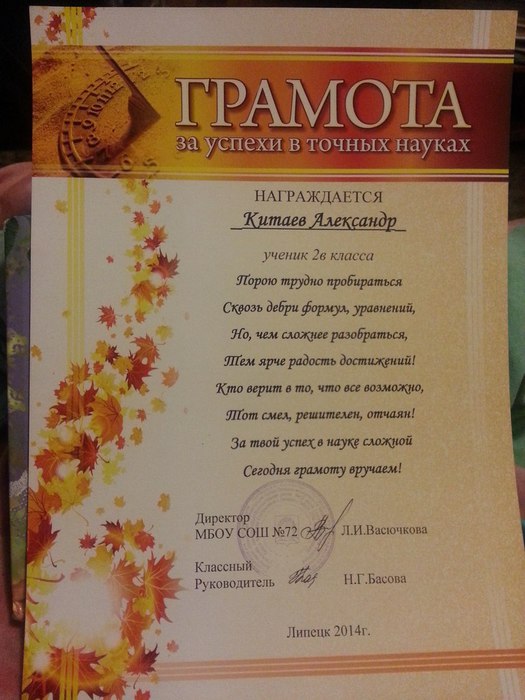 ГРАМОТА
за успехи в точных науках
НАГРАЖДАЕТСЯ
Китаев Александр
ученик 2в класса
Порою трудно пробираться
Сквозь дебри формул, уравнений,
Но, чем сложнее разобраться,
Тем ярче радость достижений!
Кто верит в то, что все возможно,
Тот смел, решителен, отчаян!
За твой успех в науке сложной
Сегодня грамоту вручаем!
Директор
МБОУ СОШ №72 Л.И.Васючкова
Классный
Руководитель Н.Г.Басова
Липецк 2014г.